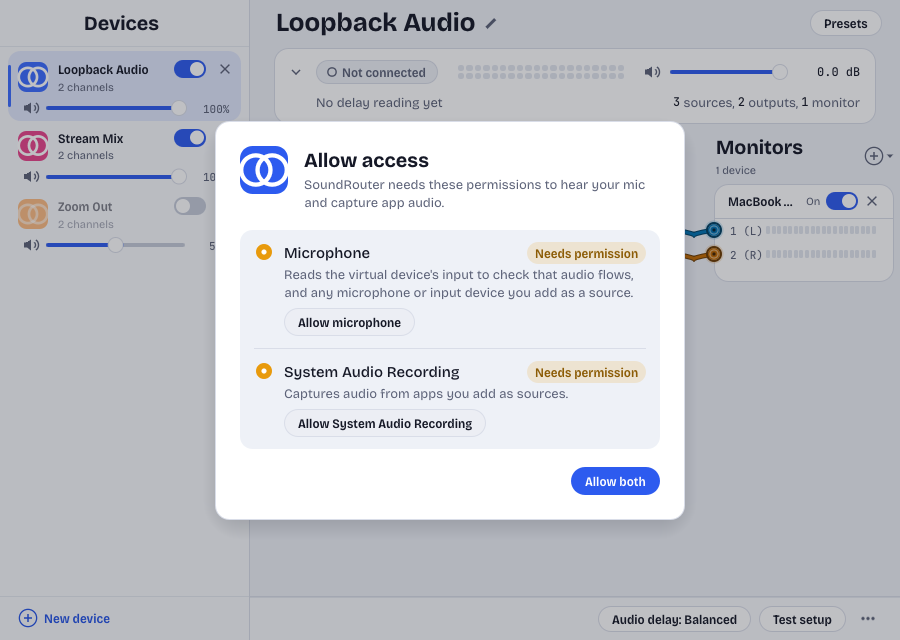 Devices
Loopback Audio
2 channels
100%
Stream Mix
2 channels
10
Zoom Out
2 channels
5
New device
Loopback Audio
Presets
Not connected
0.0 dB
No delay reading yet
3 sources, 2 outputs, 1 monitor
Monitors
1 device
MacBook ...
On
1 (L)
2 (R)
Allow access
SoundRouter needs these permissions to hear your mic
and capture app audio.
Microphone
Needs permission
Reads the virtual device's input to check that audio flows,
and any microphone or input device you add as a source.
Allow microphone
System Audio Recording
Needs permission
Captures audio from apps you add as sources.
Allow System Audio Recording
Allow both
Audio delay: Balanced
Test setup